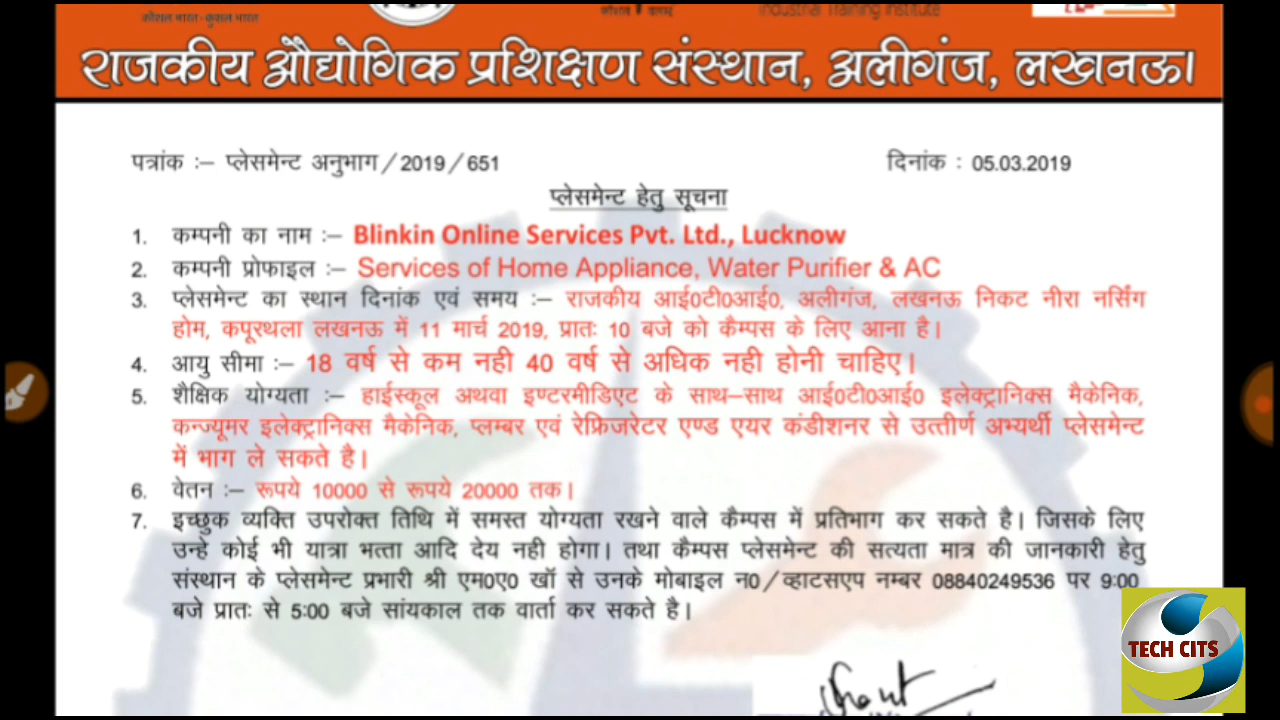 कौशल भारत-कुशल भारत
Industrial Training Institute
राजकीय औद्योगिक प्रशिक्षण संस्थान, अलीगंज, लखनऊ।
पत्रांक :– प्लेसमेन्ट अनुभाग/2019/651 दिनांक : 05.03.2019
प्लेसमेन्ट हेतु सूचना
1. कम्पनी का नाम :– Blinkin Online Services Pvt. Ltd., Lucknow
2. कम्पनी प्रोफाइल :– Services of Home Appliance, Water Purifier & AC
3. प्लेसमेन्ट का स्थान दिनांक एवं समय :– राजकीय आई0टी0आई0, अलीगंज, लखनऊ निकट नीरा नर्सिंग
होम, कपूरथला लखनऊ में 11 मार्च 2019, प्रातः 10 बजे को कैम्पस के लिए आना है।
4. आयु सीमा :– 18 वर्ष से कम नही 40 वर्ष से अधिक नही होनी चाहिए।
5. शैक्षिक योग्यता :– हाईस्कूल अथवा इण्टरमीडिएट के साथ–साथ आई0टी0आई0 इलेक्ट्रानिक्स मैकेनिक,
कन्ज्यूमर इलेक्ट्रानिक्स मैकेनिक, प्लम्बर एवं रेफ्रिजरेटर एण्ड एयर कंडीशनर से उत्तीर्ण अभ्यर्थी प्लेसमेन्ट
में भाग ले सकते है।
6. वेतन :– रूपये 10000 से रूपये 20000 तक।
7. इच्छुक व्यक्ति उपरोक्त तिथि में समस्त योग्यता रखने वाले कैम्पस में प्रतिभाग कर सकते है। जिसके लिए
उन्हे कोई भी यात्रा भत्ता आदि देय नही होगा। तथा कैम्पस प्लेसमेन्ट की सत्यता मात्र की जानकारी हेतु
संस्थान के प्लेसमेन्ट प्रभारी श्री एम0ए0 खॉ से उनके मोबाइल न0/व्हाटसएप नम्बर 08840249536 पर 9:00
बजे प्रातः से 5:00 बजे सांयकाल तक वार्ता कर सकते है।
TECH CITS